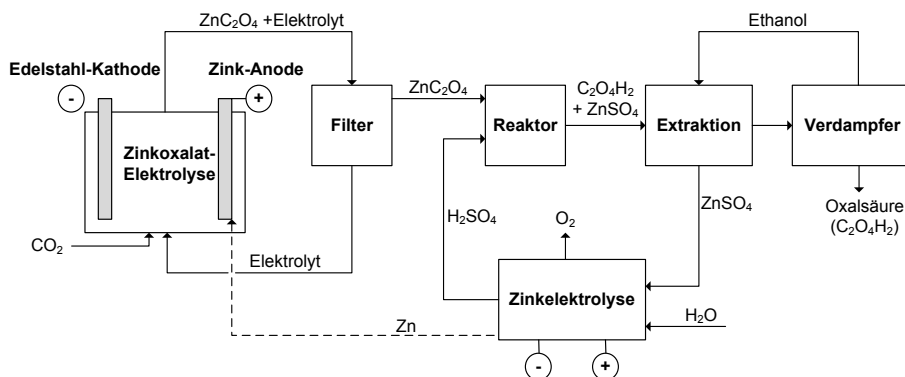 ZnC₂O₄ +Elektrolyt
Ethanol
Edelstahl-Kathode
Zink-Anode
-
+
ZnC₂O₄
C₂O₄H₂
+ ZnSO₄
Filter
Reaktor
Extraktion
Verdampfer
Zinkoxalat-
Elektrolyse
H₂SO₄
O₂
ZnSO₄
Oxalsäure
(C₂O₄H₂)
CO₂
Elektrolyt
Zinkelektrolyse
Zn
H₂O
-
+